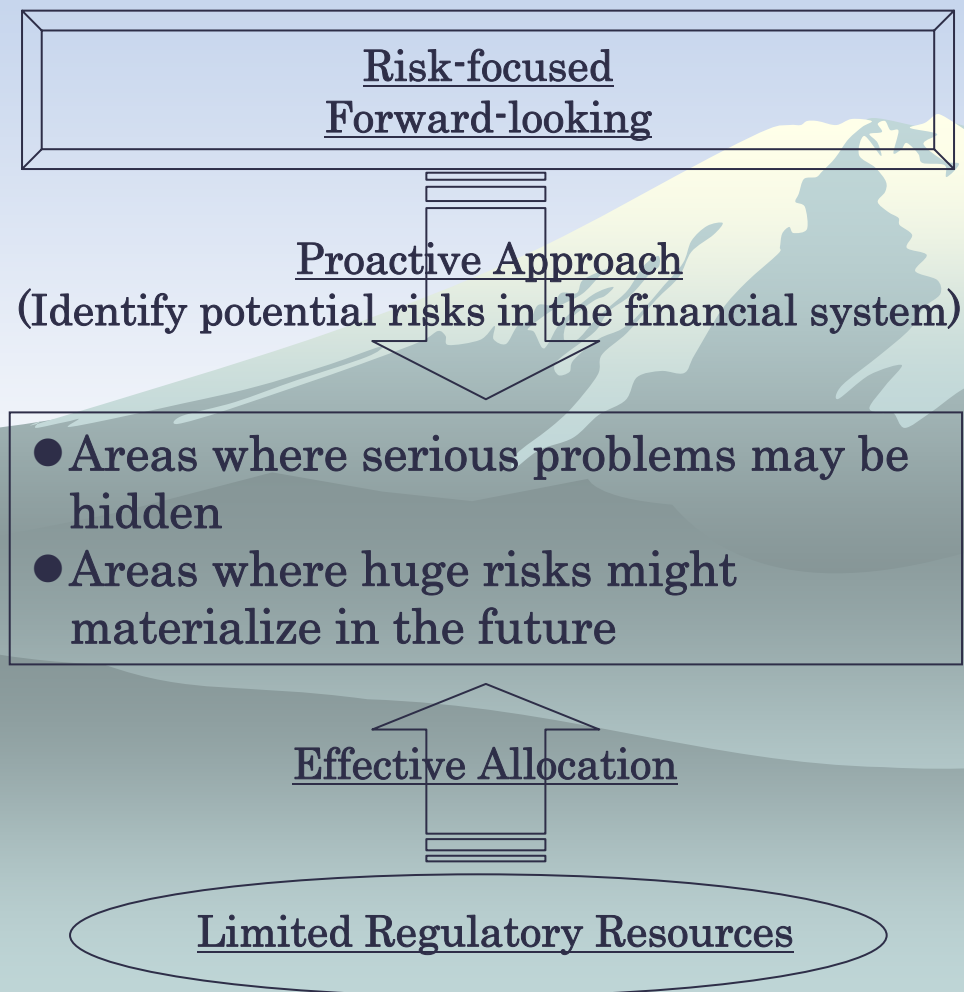 Risk-focused
Forward-looking
Proactive Approach
(Identify potential risks in the financial system)
●Areas where serious problems may be
hidden
●Areas where huge risks might
materialize in the future
Effective Allocation
Limited Regulatory Resources